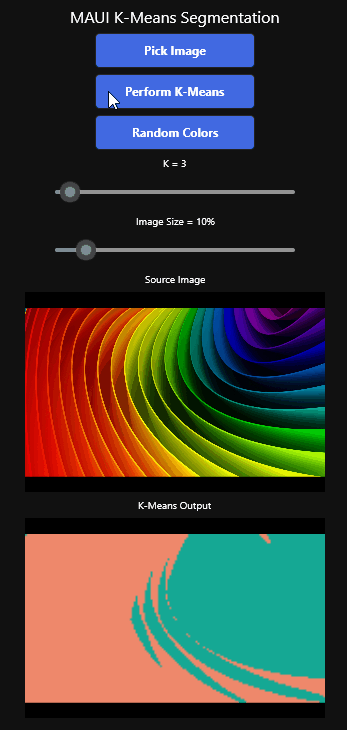 MAUI K-Means Segmentation
Pick Image
Perform K-Means
Random Colors
K = 3
Image Size = 10%
Source Image
K-Means Output